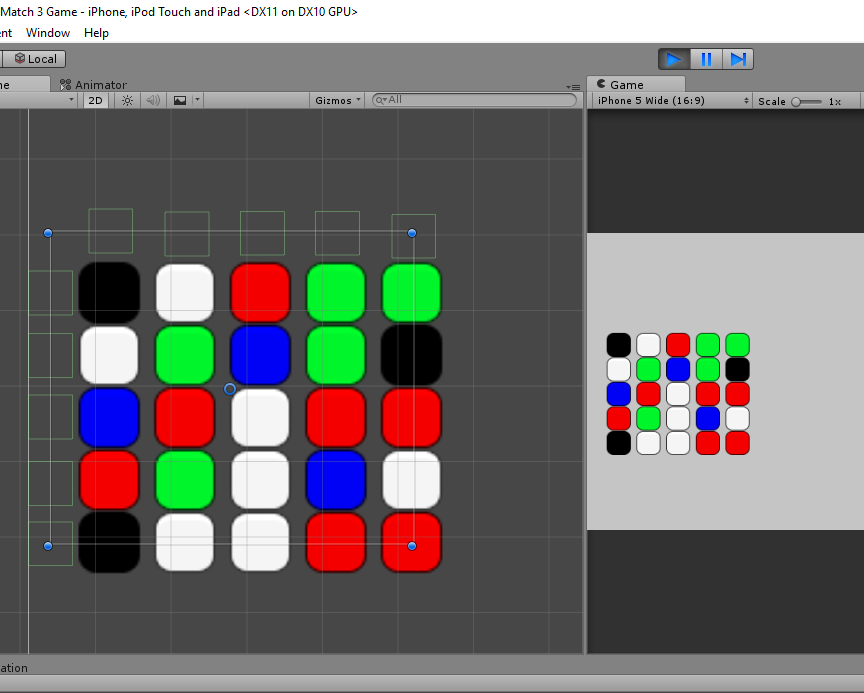 Match 3 Game - iPhone, iPod Touch and iPad <DX11 on DX10 GPU>
nt Window Help
Local
ne Animator Game
2D Gizmos All iPhone 5 Wide (16:9) Scale 1x
ation